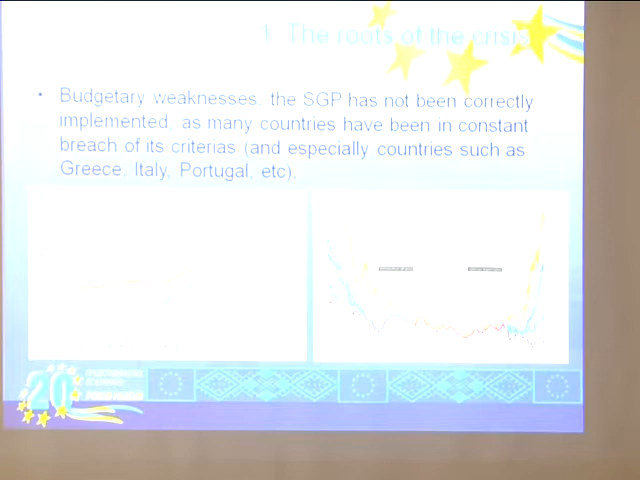 I. The roots of the crisis
• Budgetary weaknesses: the SGP has not been correctly
implemented, as many countries have been in constant
breach of its criterias (and especially countries such as
Greece, Italy, Portugal, etc).
20